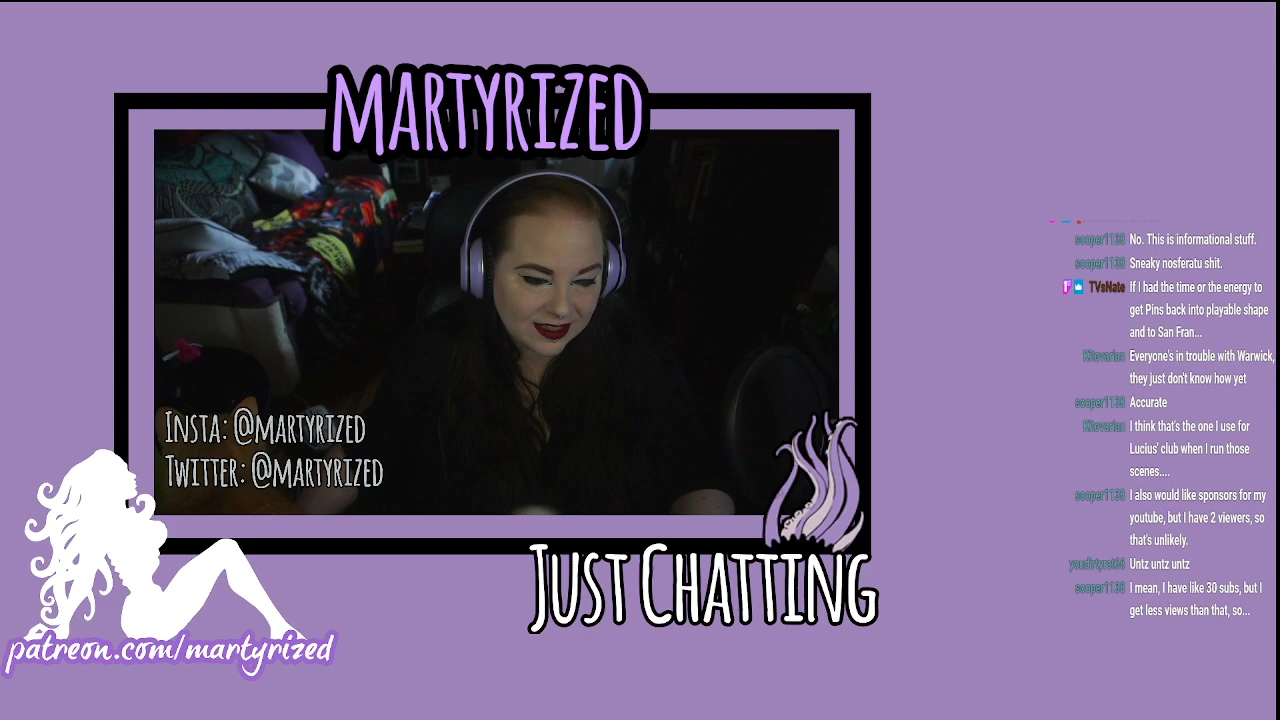 MARTYRIZED
INSTA: @MARTYRIZED
TWITTER: @MARTYRIZED
JUST CHATTING
patreon.com/martyrized
sooper1138 No. This is informational stuff.
sooper1138 Sneaky nosferatu shit.
TVsNate If I had the time or the energy to
get Pins back into playable shape
and to San Fran...
Kitovarian Everyone's in trouble with Warwick,
they just don't know how yet
sooper1138 Accurate
Kitovarian I think that's the one I use for
Lucius' club when I run those
scenes....
sooper1138 I also would like sponsors for my
youtube, but I have 2 viewers, so
that's unlikely.
youdirtyrat66 Untz untz untz
sooper1138 I mean, I have like 30 subs, but I
get less views than that, so...